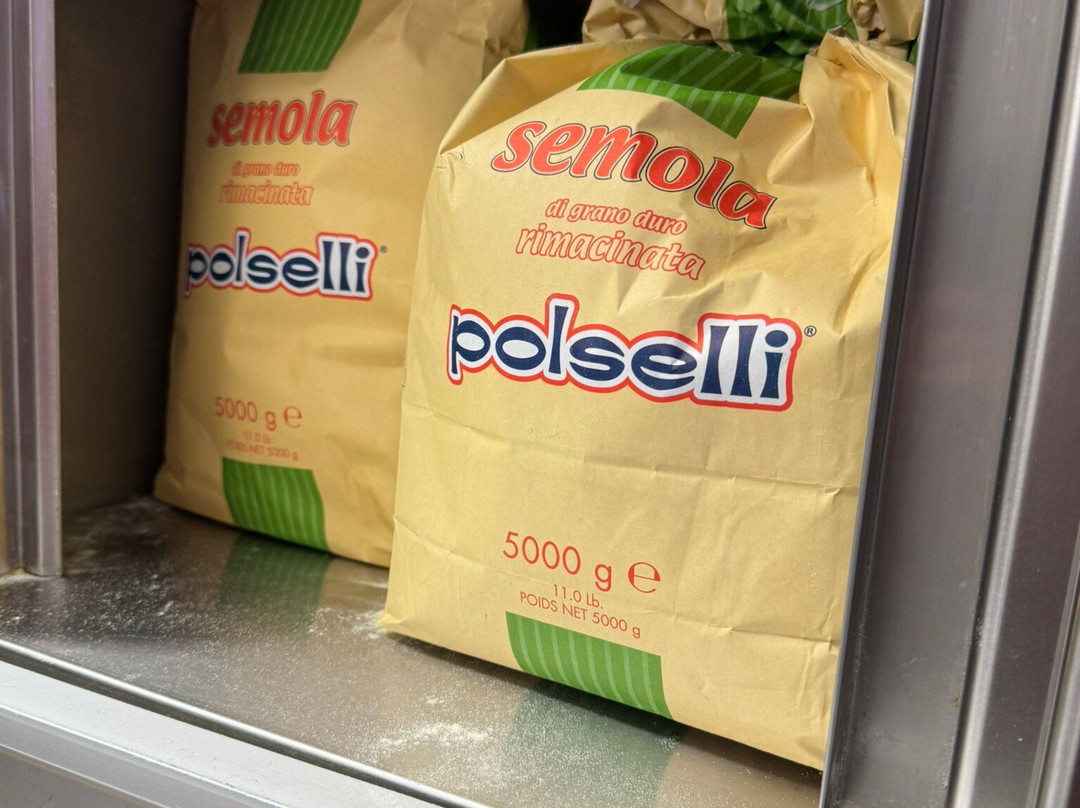 semola
di grano duro
rimacinata
polselli®
5000 g ℮
11.0 lb.
POIDS NET 5000 g
semola
di grano duro
rimacinata
polselli®
5000 g ℮
11.0 Lb.
POIDS NET 5000 g